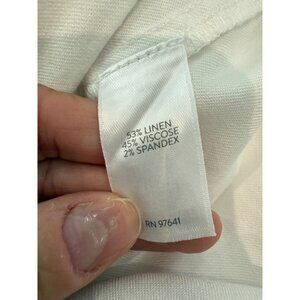 53% LINEN
45% VISCOSE
2% SPANDEX
RN 97641